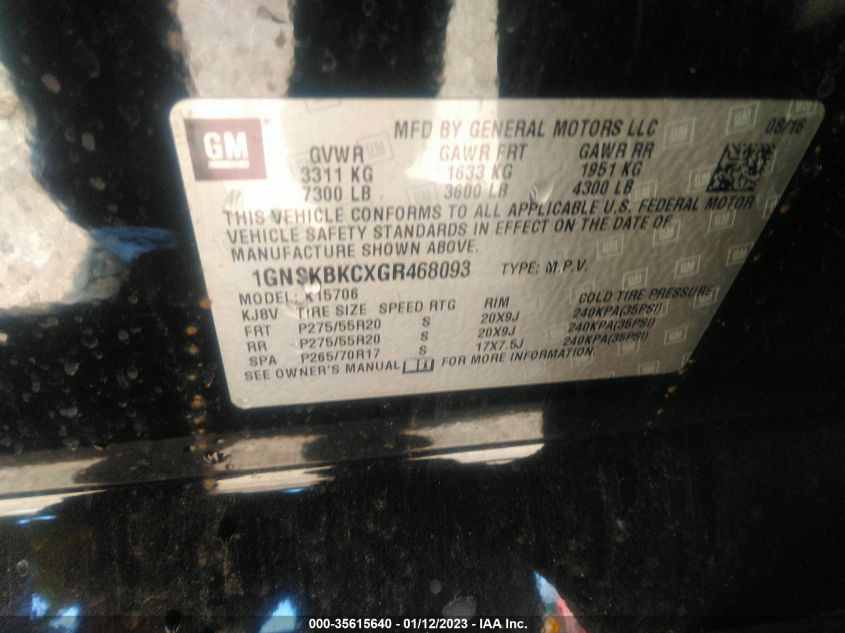 GM
MFD BY GENERAL MOTORS LLC 08/16
GVWR GAWR FRT GAWR RR
3311 KG 1633 KG 1951 KG
7300 LB 3600 LB 4300 LB
THIS VEHICLE CONFORMS TO ALL APPLICABLE U.S. FEDERAL MOTOR
VEHICLE SAFETY STANDARDS IN EFFECT ON THE DATE OF
MANUFACTURE SHOWN ABOVE.
1GNSKBKCXGR468093 TYPE: M.P.V.
MODEL: K15706
KJ8V TIRE SIZE SPEED RTG RIM COLD TIRE PRESSURE
FRT P275/55R20 S 20X9J 240KPA(35PSI)
RR P275/55R20 S 20X9J 240KPA(35PSI)
SPA P265/70R17 S 17X7.5J 240KPA(35PSI)
SEE OWNER'S MANUAL FOR MORE INFORMATION.
000-35615640 — 01/12/2023 — IAA Inc.